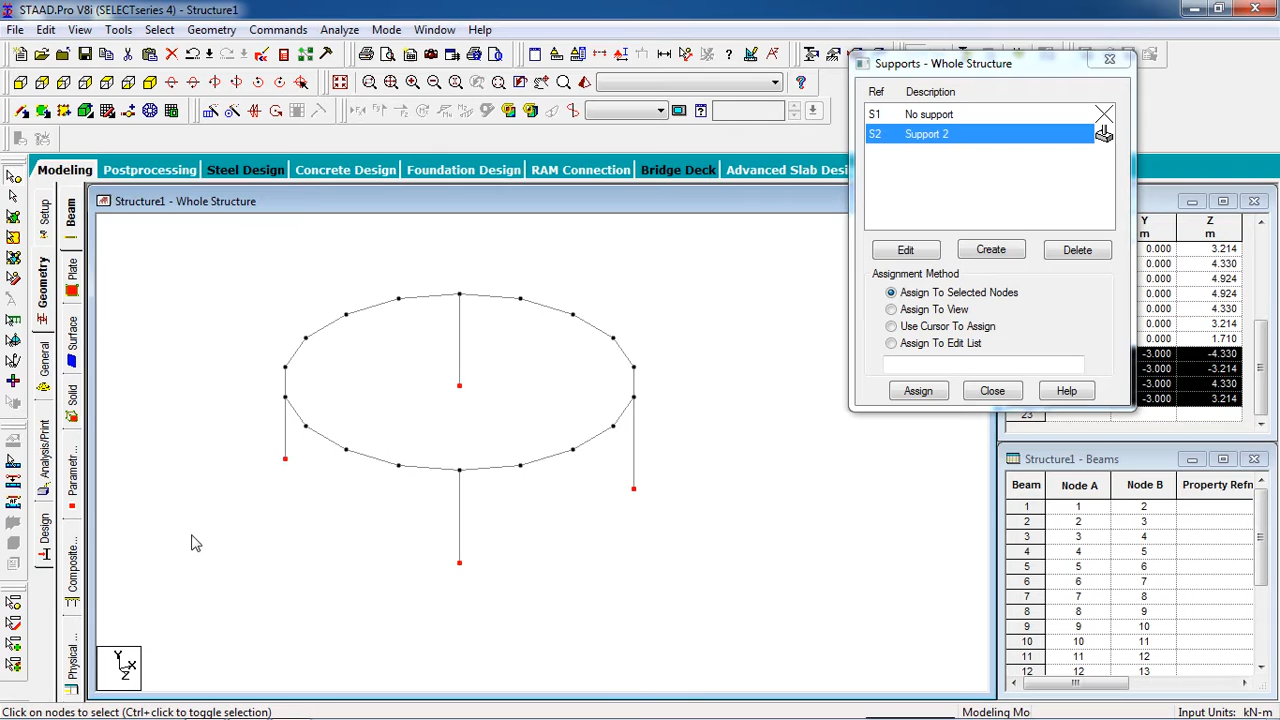 STAAD.Pro V8i (SELECTseries 4) - Structure1
File Edit View Tools Select Geometry Commands Analyze Mode Window Help
Supports - Whole Structure
Ref Description
S1 No support
S2 Support 2
Edit Create Delete
Assignment Method
Assign To Selected Nodes
Assign To View
Use Cursor To Assign
Assign To Edit List
Assign Close Help
Modeling Postprocessing Steel Design Concrete Design Foundation Design RAM Connection Bridge Deck Advanced Slab Desi
Structure1 - Whole Structure
Setup
Geometry
General
Analysis/Print
Design
Beam
Plate
Surface
Solid
Parametr...
Composite...
Physical
Y
X
Z
Y Z
m m
0.000 3.214
0.000 4.330
0.000 4.924
0.000 4.924
0.000 4.330
0.000 3.214
0.000 1.710
-3.000 -4.330
-3.000 -3.214
-3.000 4.330
-3.000 3.214
23
Structure1 - Beams
Beam Node A Node B Property Refn
1 1 2
2 2 3
3 3 4
4 4 5
5 5 6
6 6 7
7 7 8
8 8 9
9 9 10
10 10 11
11 11 12
12 12 13
Click on nodes to select (Ctrl+click to toggle selection)
Modeling Mo
Input Units: kN-m